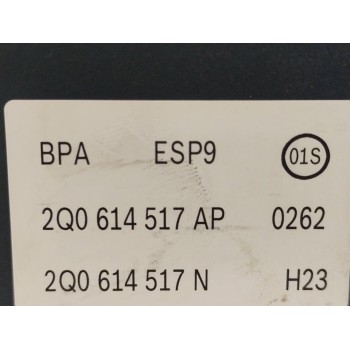 BPA ESP9 01S
2Q0 614 517 AP 0262
2Q0 614 517 N H23